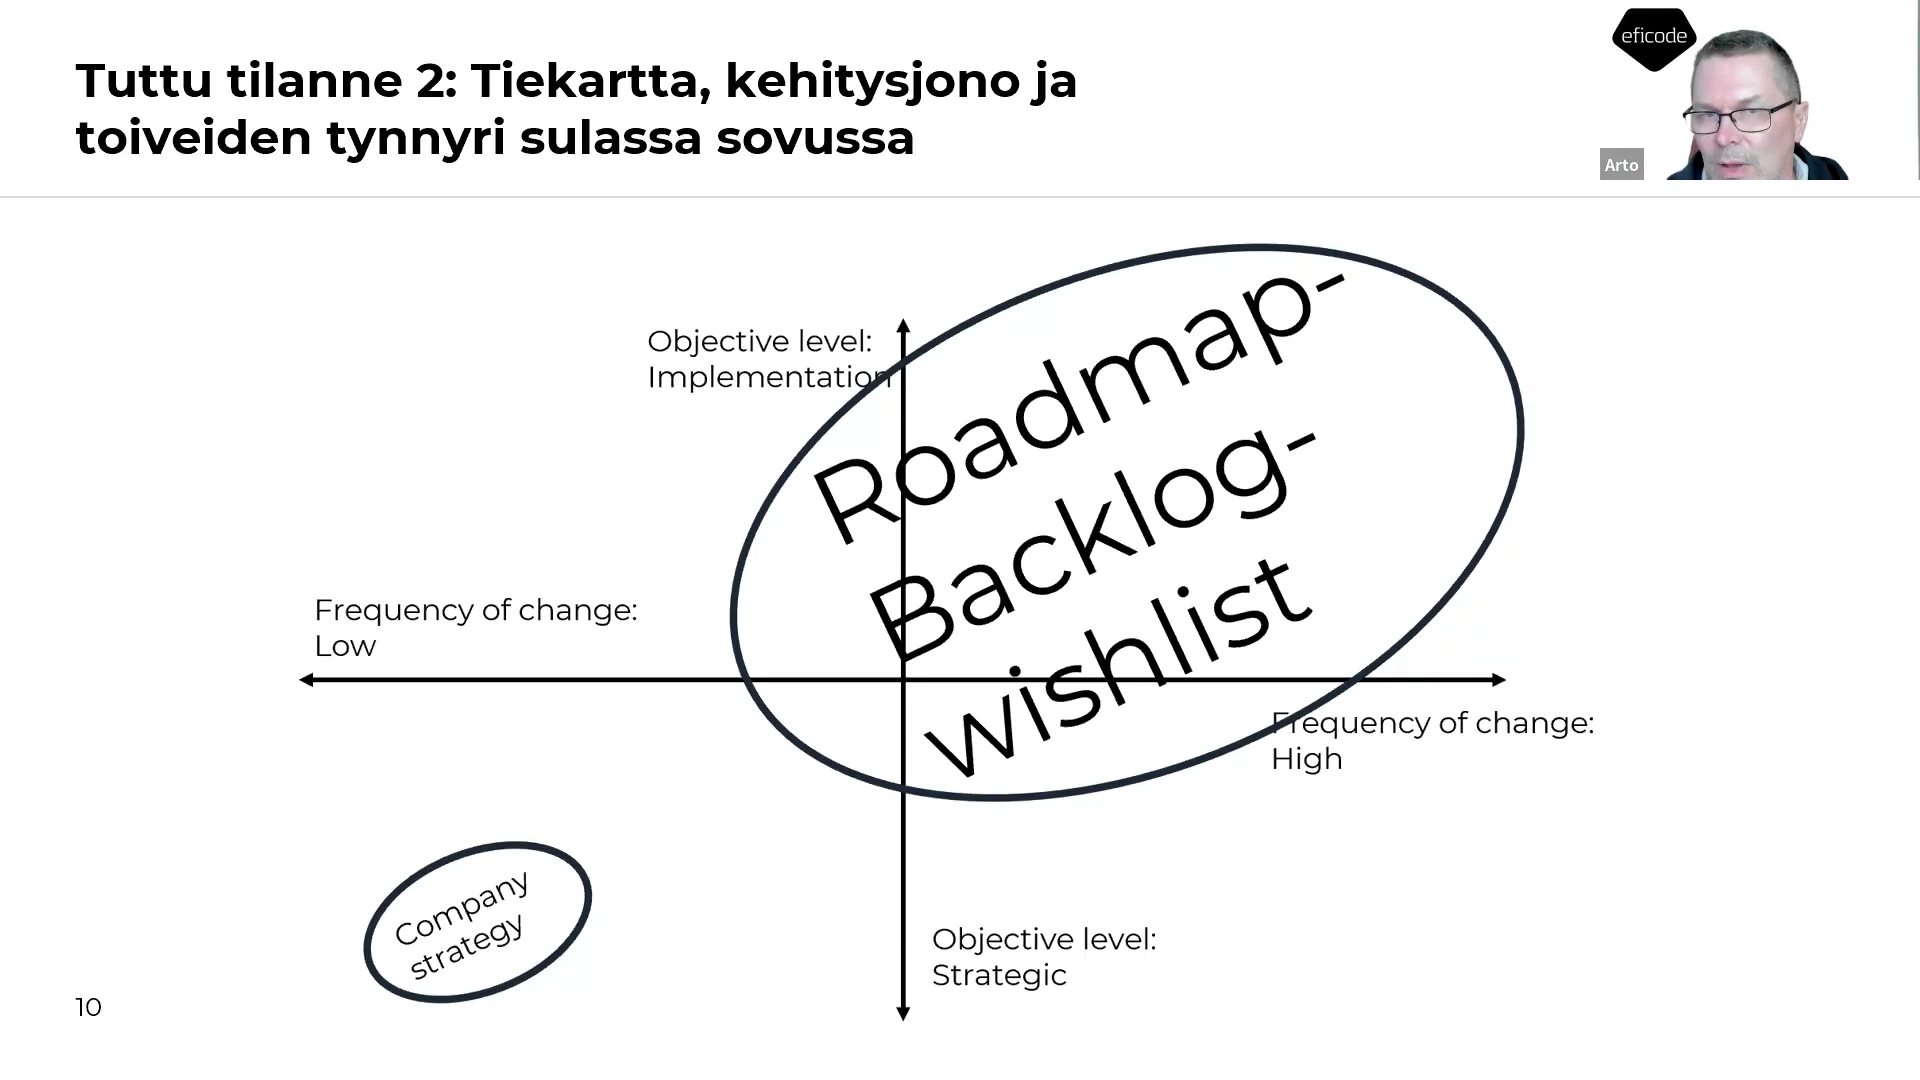 Tuttu tilanne 2: Tiekartta, kehitysjono ja
toiveiden tynnyri sulassa sovussa
eficode
Arto
Objective level:
Implementation
Roadmap-
Backlog-
wishlist
Frequency of change:
Low
Frequency of change:
High
Company
strategy
Objective level:
Strategic
10